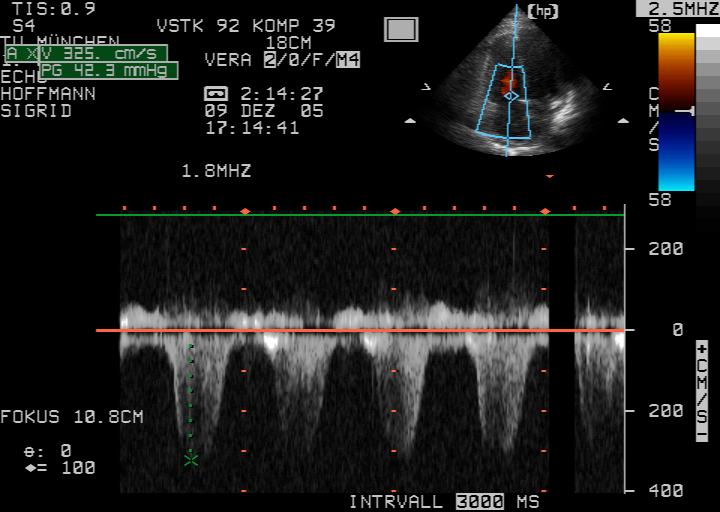 TIS:0.9
S4
VSTK 92 KOMP 39
TU MÜNCHEN
18CM
A X V 325. cm/s
PG 42.3 mmHg
VERA 2/0/F/M4
ECHO
HOFFMANN
2:14:27
SIGRID
09 DEZ 05
17:14:41
1.8MHZ
[hp]
2.5MHZ
58
CM/S
58
200
0
200
400
+CM/S-
FOKUS 10.8CM
θ: 0
◆= 100
INTRVALL 3000 MS